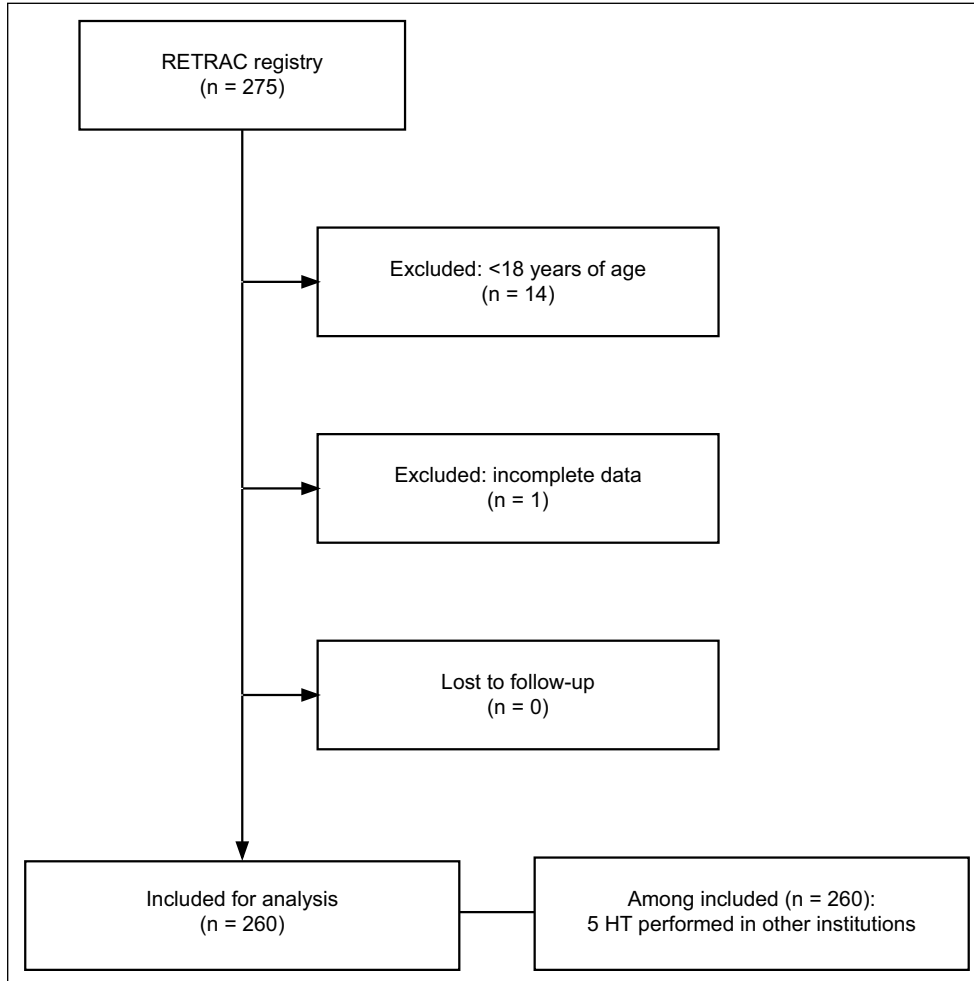 RETRAC registry
(n = 275)
Excluded: <18 years of age
(n = 14)
Excluded: incomplete data
(n = 1)
Lost to follow-up
(n = 0)
Included for analysis
(n = 260)
Among included (n = 260):
5 HT performed in other institutions